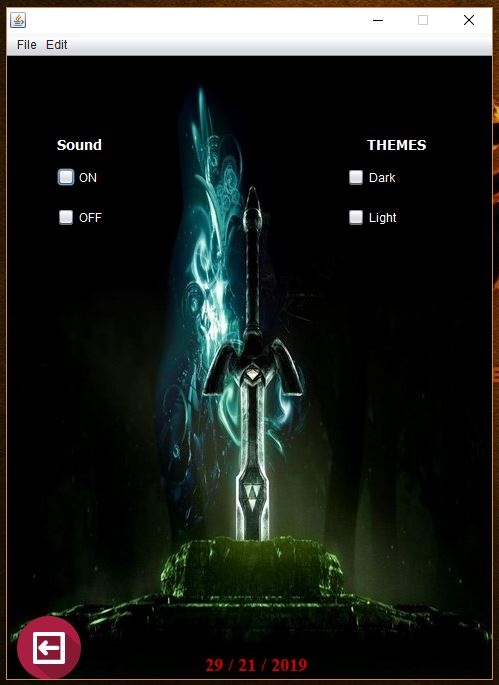 File Edit
Sound THEMES
ON Dark
OFF Light
29 / 21 / 2019